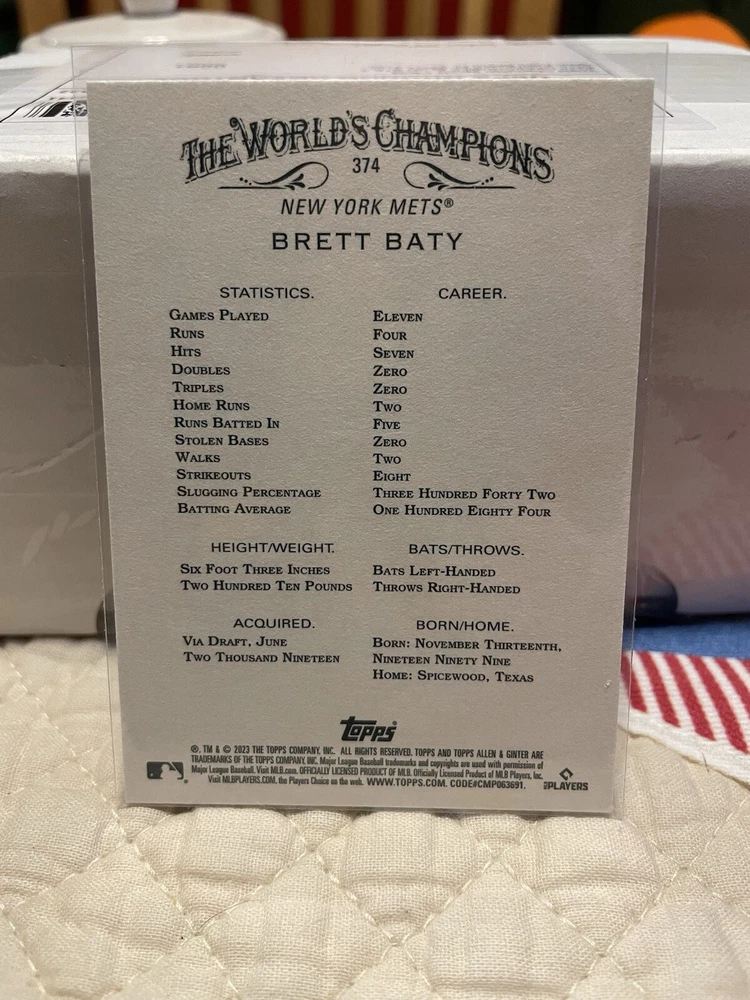 THE WORLD'S CHAMPIONS
374
NEW YORK METS®
BRETT BATY
STATISTICS. CAREER.
GAMES PLAYED ELEVEN
RUNS FOUR
HITS SEVEN
DOUBLES ZERO
TRIPLES ZERO
HOME RUNS TWO
RUNS BATTED IN FIVE
STOLEN BASES ZERO
WALKS TWO
STRIKEOUTS EIGHT
SLUGGING PERCENTAGE THREE HUNDRED FORTY TWO
BATTING AVERAGE ONE HUNDRED EIGHTY FOUR
HEIGHT/WEIGHT. BATS/THROWS.
SIX FOOT THREE INCHES BATS LEFT-HANDED
TWO HUNDRED TEN POUNDS THROWS RIGHT-HANDED
ACQUIRED. BORN/HOME.
VIA DRAFT, JUNE BORN: NOVEMBER THIRTEENTH,
TWO THOUSAND NINETEEN NINETEEN NINETY NINE
HOME: SPICEWOOD, TEXAS
Topps
®, TM & © 2023 THE TOPPS COMPANY, INC. ALL RIGHTS RESERVED. TOPPS AND TOPPS ALLEN & GINTER ARE
TRADEMARKS OF THE TOPPS COMPANY, INC. Major League Baseball trademarks and copyrights are used with permission of
Major League Baseball. Visit MLB.com. OFFICIALLY LICENSED PRODUCT OF MLB. Officially Licensed Product of MLB Players, Inc.
Visit MLBPLAYERS.COM, the Players Choice on the web. WWW.TOPPS.COM. CODE#CMP063691.
PLAYERS